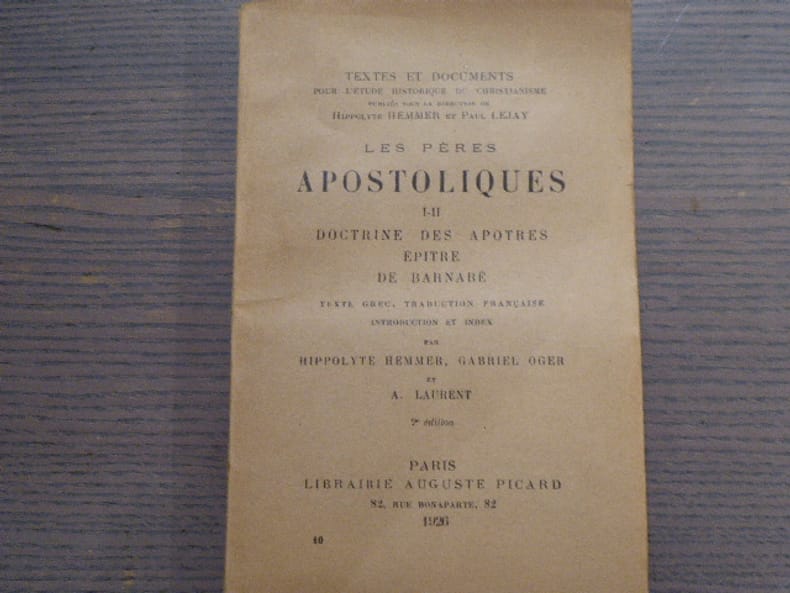 TEXTES ET DOCUMENTS
POUR L'ÉTUDE HISTORIQUE DU CHRISTIANISME
PUBLIÉS SOUS LA DIRECTION DE
HIPPOLYTE HEMMER ET PAUL LEJAY
LES PÈRES
APOSTOLIQUES
I-II
DOCTRINE DES APOTRES
ÉPITRE
DE BARNABÉ
TEXTE GREC, TRADUCTION FRANÇAISE
INTRODUCTION ET INDEX
PAR
HIPPOLYTE HEMMER, GABRIEL OGER
ET
A. LAURENT
2e édition
PARIS
LIBRAIRIE AUGUSTE PICARD
82, RUE BONAPARTE, 82
1926
10